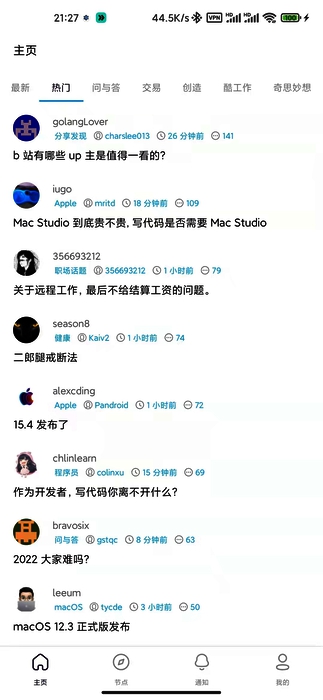 21:27 44.5K/s VPN HD HD 100
主页
最新 热门 问与答 交易 创造 酷工作 奇思妙想
golangLover
分享发现 charslee013 26 分钟前 141
b 站有哪些 up 主是值得一看的?
iugo
Apple mritd 18 分钟前 109
Mac Studio 到底贵不贵, 写代码是否需要 Mac Studio
356693212
职场话题 356693212 1 小时前 79
关于远程工作，最后不给结算工资的问题。
season8
健康 Kaiv2 1 小时前 74
二郎腿戒断法
alexcding
Apple Pandroid 1 小时前 72
15.4 发布了
chlinlearn
程序员 colinxu 15 分钟前 69
作为开发者, 写代码你离不开什么?
bravosix
问与答 gstqc 8 分钟前 63
2022 大家难吗?
leeum
macOS tycde 3 小时前 50
macOS 12.3 正式版发布
主页 节点 通知 我的